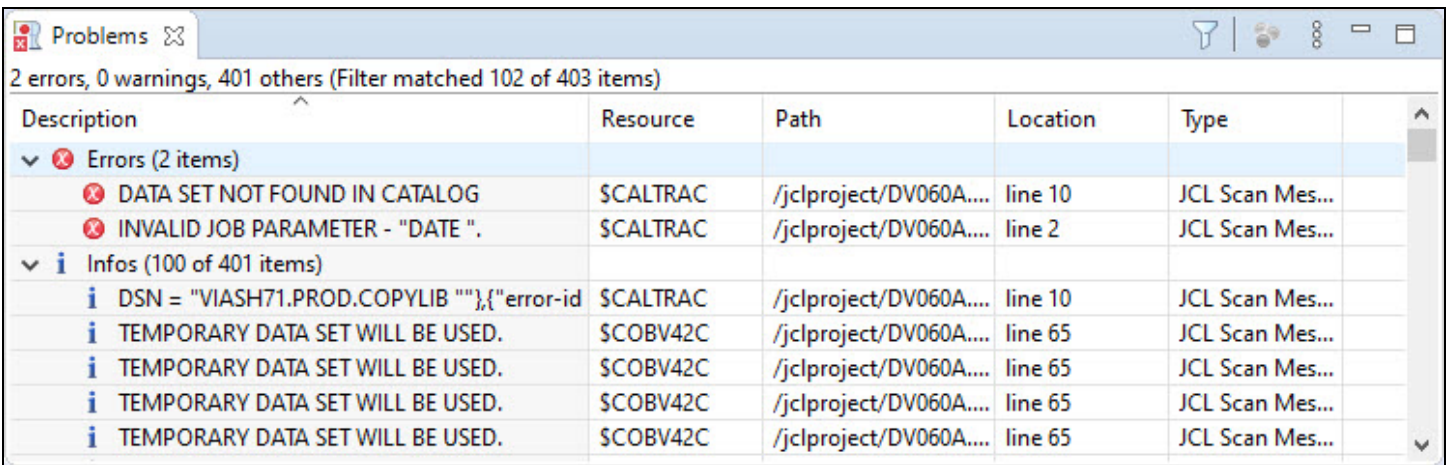 Problems
2 errors, 0 warnings, 401 others (Filter matched 102 of 403 items)
Description Resource Path Location Type
Errors (2 items)
DATA SET NOT FOUND IN CATALOG $CALTRAC /jclproject/DV060A.... line 10 JCL Scan Mes...
INVALID JOB PARAMETER - "DATE ". $CALTRAC /jclproject/DV060A.... line 2 JCL Scan Mes...
Infos (100 of 401 items)
DSN = "VIASH71.PROD.COPYLIB ""},{"error-id $CALTRAC /jclproject/DV060A.... line 10 JCL Scan Mes...
TEMPORARY DATA SET WILL BE USED. $COBV42C /jclproject/DV060A.... line 65 JCL Scan Mes...
TEMPORARY DATA SET WILL BE USED. $COBV42C /jclproject/DV060A.... line 65 JCL Scan Mes...
TEMPORARY DATA SET WILL BE USED. $COBV42C /jclproject/DV060A.... line 65 JCL Scan Mes...
TEMPORARY DATA SET WILL BE USED. $COBV42C /jclproject/DV060A.... line 65 JCL Scan Mes...